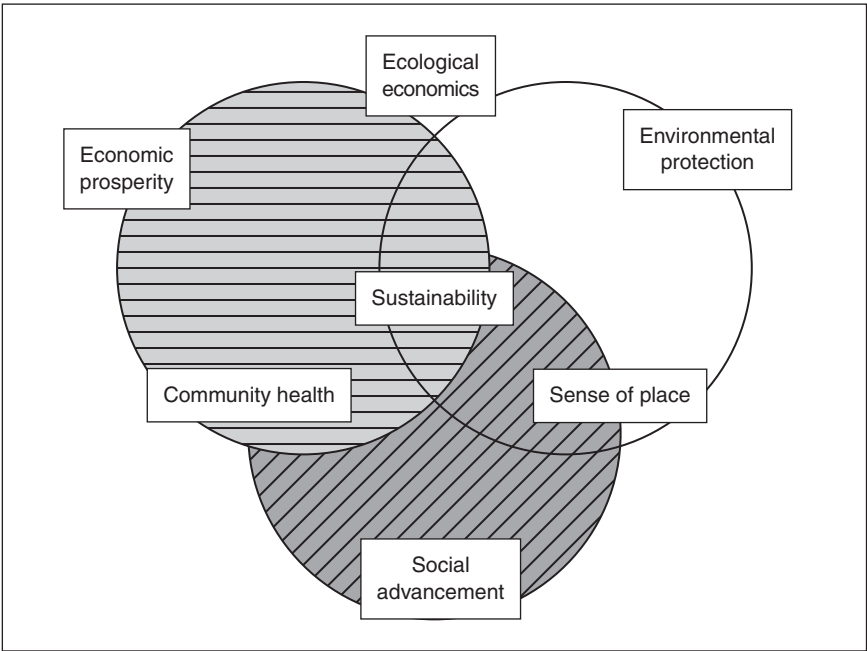 Ecological
economics
Environmental
protection
Economic
prosperity
Sustainability
Community health
Sense of place
Social
advancement